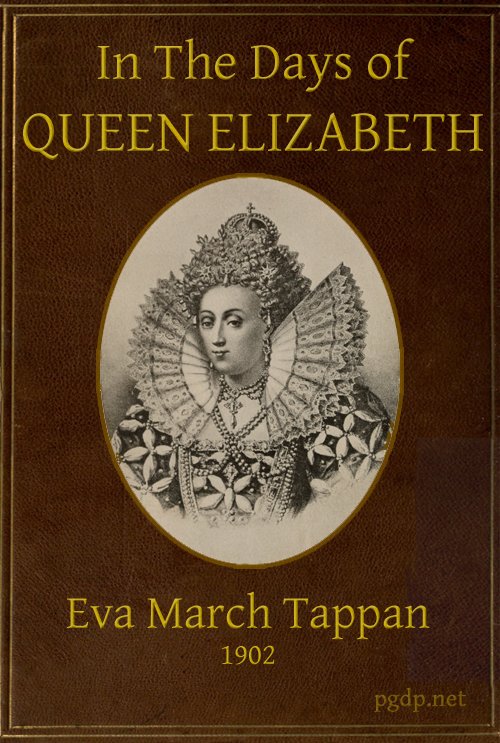 In The Days of
QUEEN ELIZABETH
Eva March Tappan
1902
pgdp.net